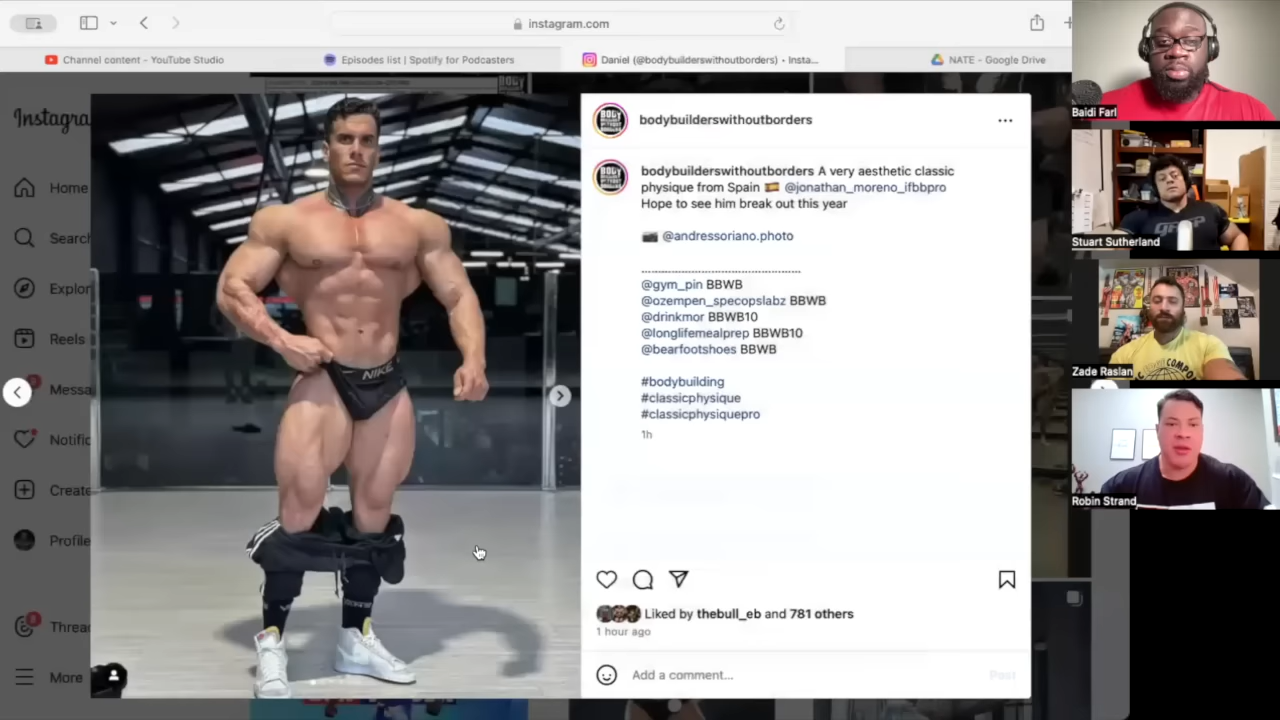 instagram.com
Channel content - YouTube Studio
Episodes list | Spotify for Podcasters
Daniel (@bodybuilderswithoutborders) • Insta...
NATE - Google Drive
Instagra
Home
Search
Explor
Reels
Messa
Notific
Create
Profile
Threa
More
NIKE
bodybuilderswithoutborders
bodybuilderswithoutborders A very aesthetic classic
physique from Spain 🇪🇸 @jonathan_moreno_ifbbpro
Hope to see him break out this year
📷 @andressoriano.photo
................................................
@gym_pin BBWB
@ozempen_specopslabz BBWB
@drinkmor BBWB10
@longlifemealprep BBWB10
@bearfootshoes BBWB
#bodybuilding
#classicphysique
#classicphysiquepro
1h
Liked by thebull_eb and 781 others
1 hour ago
Add a comment...
Post
Baidi Farl
Stuart Sutherland
Zade Raslan
Robin Strand